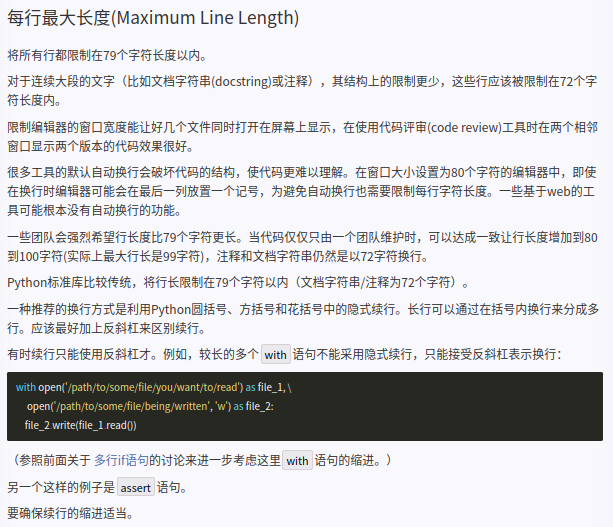 每行最大长度(Maximum Line Length)
将所有行都限制在79个字符长度以内。
对于连续大段的文字（比如文档字符串(docstring)或注释），其结构上的限制更少，这些行应该被限制在72个字
符长度内。
限制编辑器的窗口宽度能让好几个文件同时打开在屏幕上显示，在使用代码评审(code review)工具时在两个相邻
窗口显示两个版本的代码效果很好。
很多工具的默认自动换行会破坏代码的结构，使代码更难以理解。在窗口大小设置为80个字符的编辑器中，即使
在换行时编辑器可能会在最后一列放置一个记号，为避免自动换行也需要限制每行字符长度。一些基于web的工
具可能根本没有自动换行的功能。
一些团队会强烈希望行长度比79个字符更长。当代码仅仅只由一个团队维护时，可以达成一致让行长度增加到80
到100字符(实际上最大行长是99字符)，注释和文档字符串仍然是以72字符换行。
Python标准库比较传统，将行长限制在79个字符以内（文档字符串/注释为72个字符）。
一种推荐的换行方式是利用Python圆括号、方括号和花括号中的隐式续行。长行可以通过在括号内换行来分成多
行。应该最好加上反斜杠来区别续行。
有时续行只能使用反斜杠才。例如，较长的多个 with 语句不能采用隐式续行，只能接受反斜杠表示换行：
with open('/path/to/some/file/you/want/to/read') as file_1, \
open('/path/to/some/file/being/written', 'w') as file_2:
file_2.write(file_1.read())
（参照前面关于 多行if语句的讨论来进一步考虑这里 with 语句的缩进。）
另一个这样的例子是 assert 语句。
要确保续行的缩进适当。